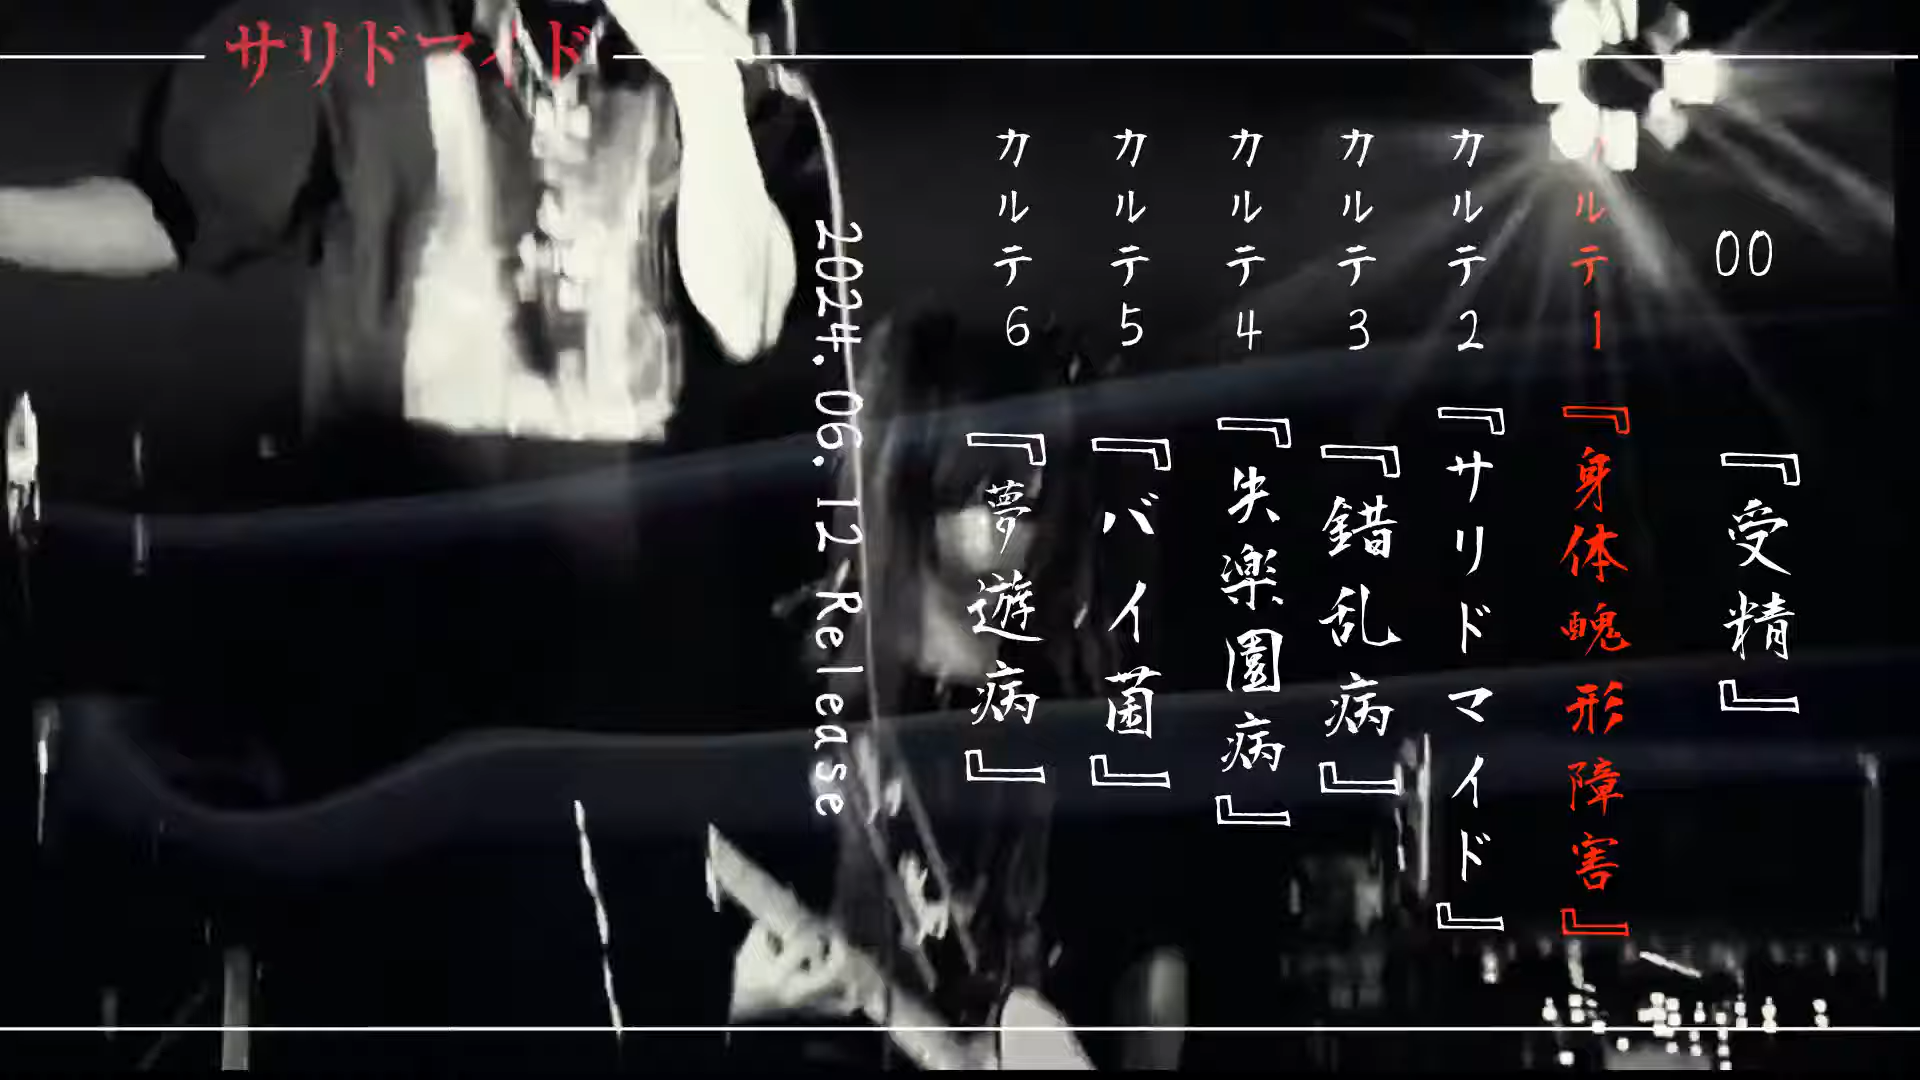 サリドマイド
00
『受精』
ルテ1
『身体醜形障害』
カルテ2
『サリドマイド』
カルテ3
『錯乱病』
カルテ4
『失楽園病』
カルテ5
『バイ菌』
カルテ6
『夢遊病』
2024.06.12 Release